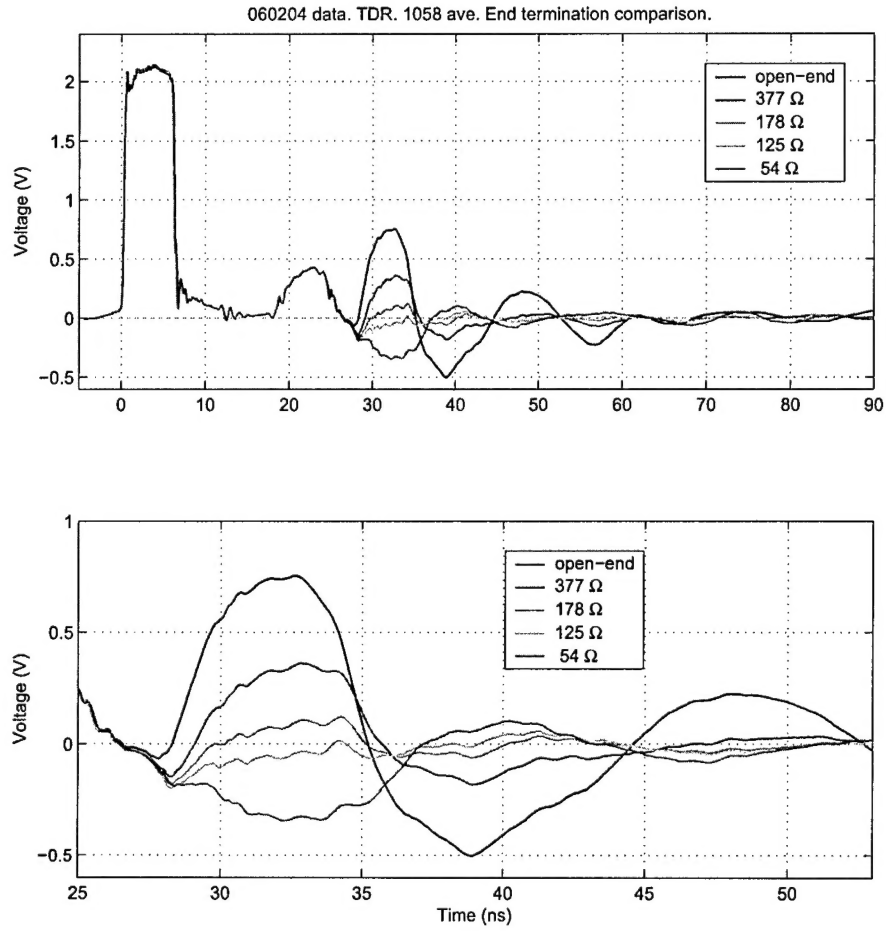 060204 data. TDR. 1058 ave. End termination comparison.
2
1.5
1
0.5
0
−0.5
Voltage (V)
open−end
377 Ω
178 Ω
125 Ω
54 Ω
0 10 20 30 40 50 60 70 80 90
1
0.5
0
−0.5
Voltage (V)
open−end
377 Ω
178 Ω
125 Ω
54 Ω
25 30 35 40 45 50
Time (ns)